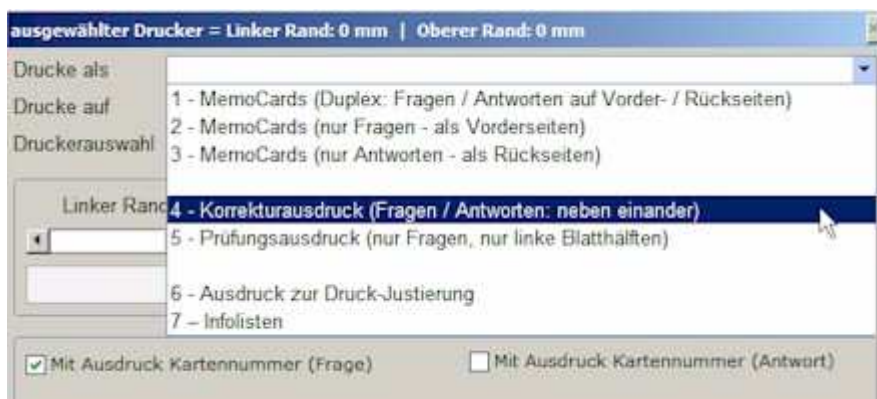 ausgewählter Drucker = Linker Rand: 0 mm | Oberer Rand: 0 mm
Drucke als
1 - MemoCards (Duplex: Fragen / Antworten auf Vorder- / Rückseiten)
Drucke auf
2 - MemoCards (nur Fragen - als Vorderseiten)
Druckerauswahl
3 - MemoCards (nur Antworten - als Rückseiten)
Linker Rand
4 - Korrekturausdruck (Fragen / Antworten: neben einander)
5 - Prüfungsausdruck (nur Fragen, nur linke Blatthälften)
6 - Ausdruck zur Druck-Justierung
7 – Infolisten
Mit Ausdruck Kartennummer (Frage) Mit Ausdruck Kartennummer (Antwort)